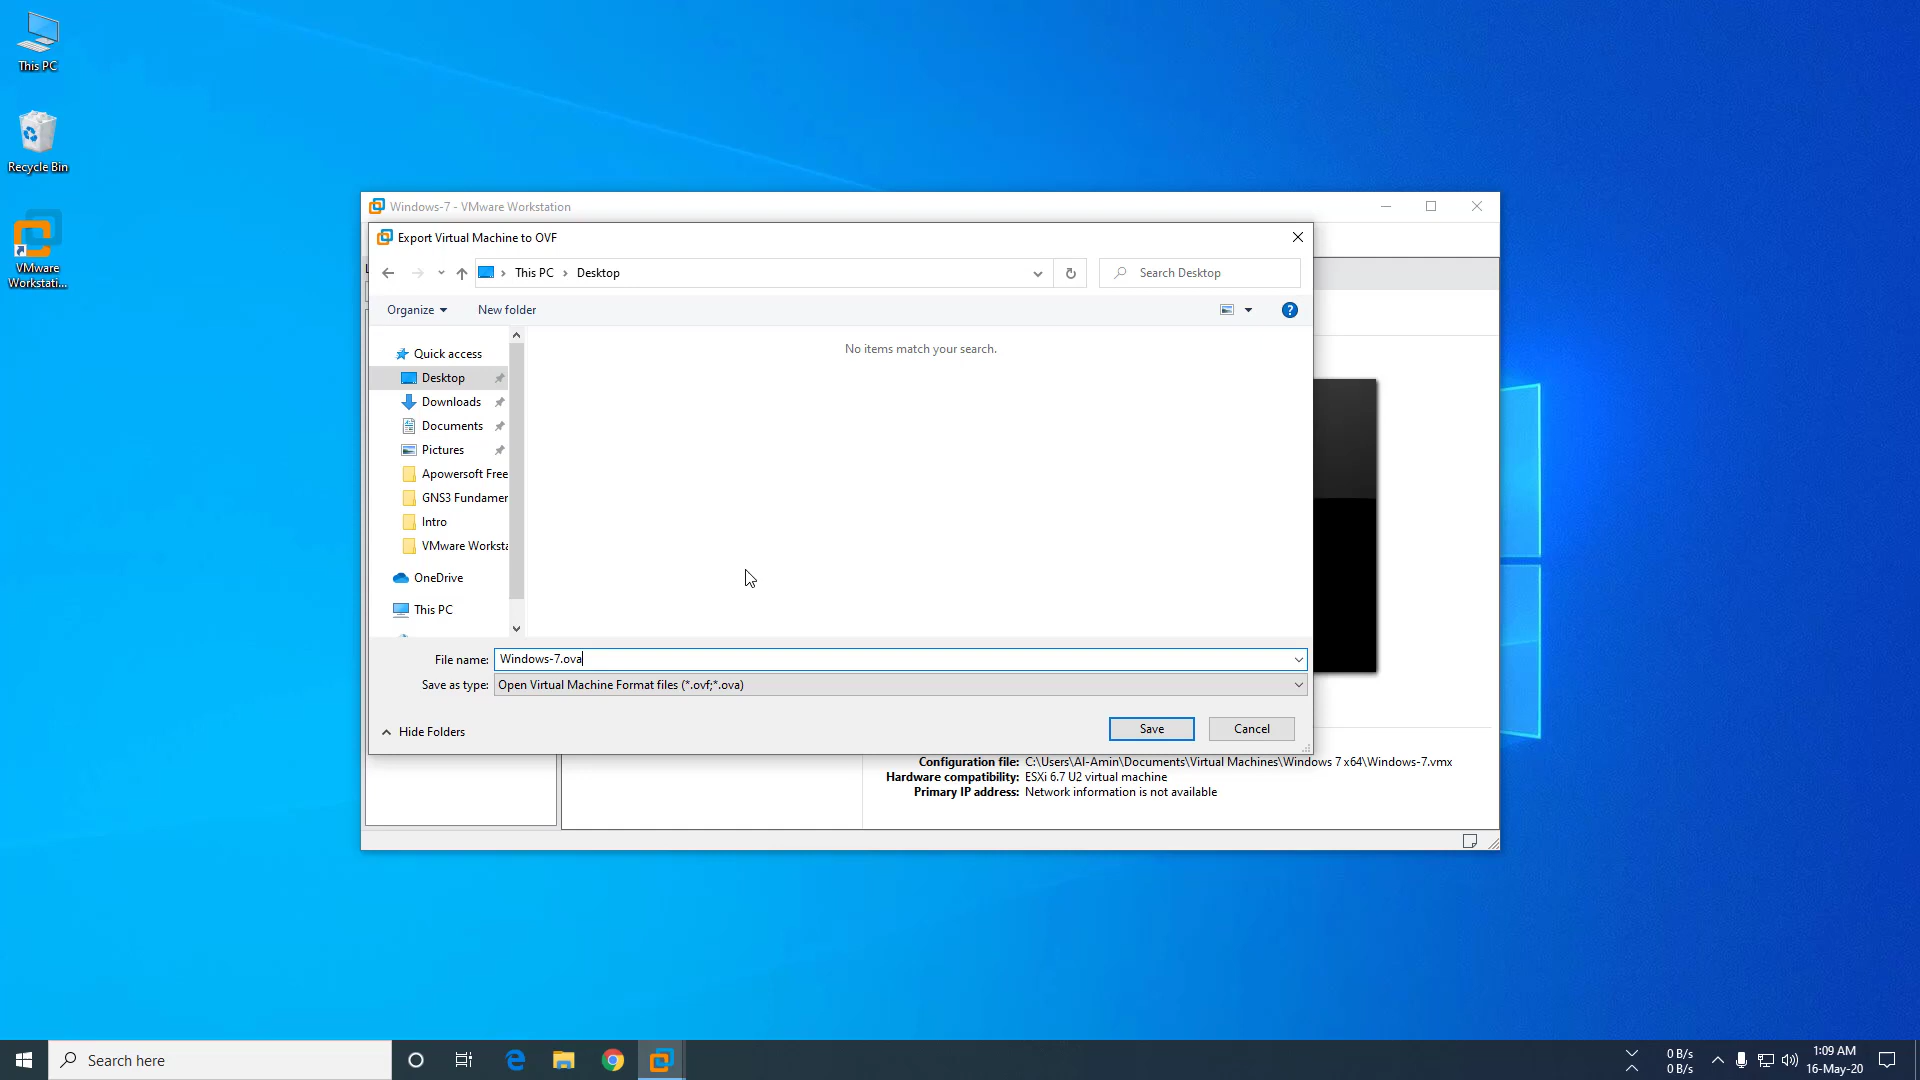 This PC
Recycle Bin
VMware
Workstati...
Windows-7 - VMware Workstation
Export Virtual Machine to OVF
This PC
Desktop
Search Desktop
Organize
New folder
?
No items match your search.
Quick access
Desktop
Downloads
Documents
Pictures
Apowersoft Free
GNS3 Fundamer
Intro
VMware Worksta
OneDrive
This PC
File name: Windows-7.ova
Save as type: Open Virtual Machine Format files (*.ovf;*.ova)
Hide Folders
Save
Cancel
Configuration file: C:\Users\Al-Amin\Documents\Virtual Machines\Windows 7 x64\Windows-7.vmx
Hardware compatibility: ESXi 6.7 U2 virtual machine
Primary IP address: Network information is not available
Search here
0 B/s
0 B/s
1:09 AM
16-May-20